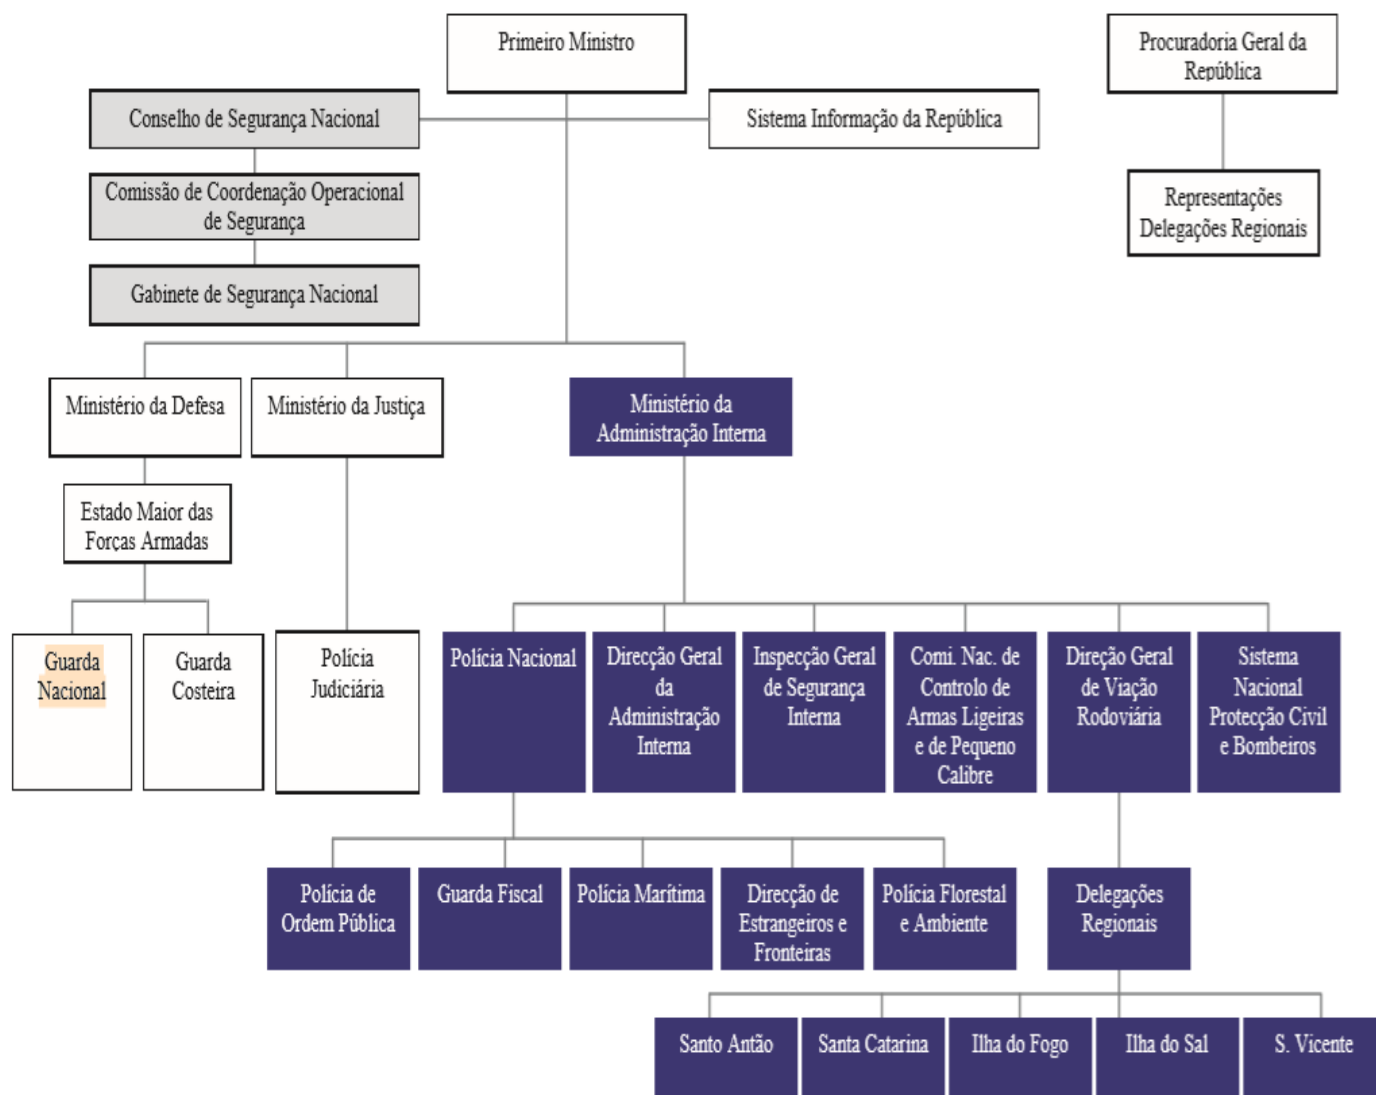 Primeiro Ministro
Procuradoria Geral da
República
Conselho de Segurança Nacional
Sistema Informação da República
Comissão de Coordenação Operacional
de Segurança
Representações
Delegações Regionais
Gabinete de Segurança Nacional
Ministério da Defesa
Ministério da Justiça
Ministério da
Administração Interna
Estado Maior das
Forças Armadas
Guarda
Nacional
Guarda
Costeira
Polícia
Judiciária
Polícia Nacional
Direcção Geral
da
Administração
Interna
Inspecção Geral
de Segurança
Interna
Comi. Nac. de
Controlo de
Armas Ligeiras
e de Pequeno
Calibre
Direção Geral
de Viação
Rodoviária
Sistema
Nacional
Protecção Civil
e Bombeiros
Polícia de
Ordem Pública
Guarda Fiscal
Polícia Marítima
Direcção de
Estrangeiros e
Fronteiras
Polícia Florestal
e Ambiente
Delegações
Regionais
Santo Antão
Santa Catarina
Ilha do Fogo
Ilha do Sal
S. Vicente